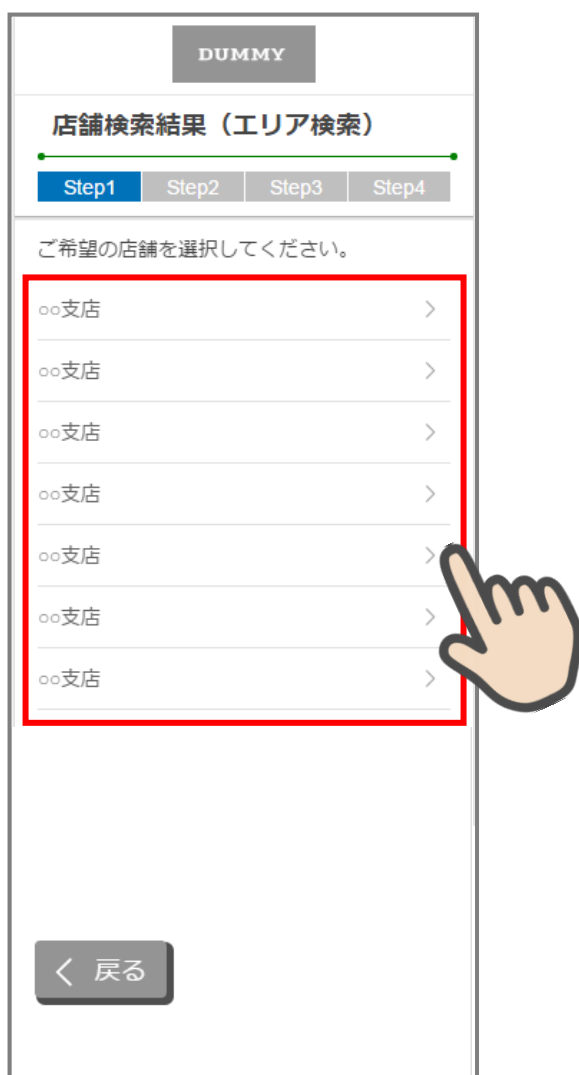 DUMMY
店舗検索結果（エリア検索）
Step1 Step2 Step3 Step4
ご希望の店舗を選択してください。
○○支店
○○支店
○○支店
○○支店
○○支店
○○支店
○○支店
戻る